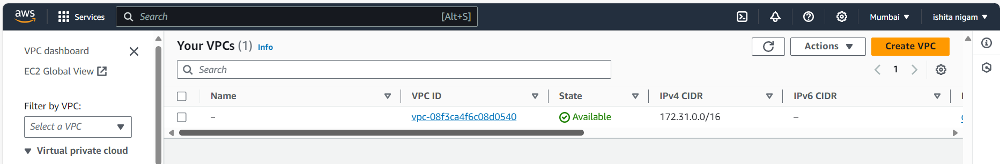 aws Services Search [Alt+S] Mumbai ishita nigam
VPC dashboard
EC2 Global View
Filter by VPC:
Select a VPC
Virtual private cloud
Your VPCs (1) Info
Actions Create VPC
Search
1
Name VPC ID State IPv4 CIDR IPv6 CIDR
– vpc-08f3ca4f6c08d0540 Available 172.31.0.0/16 –